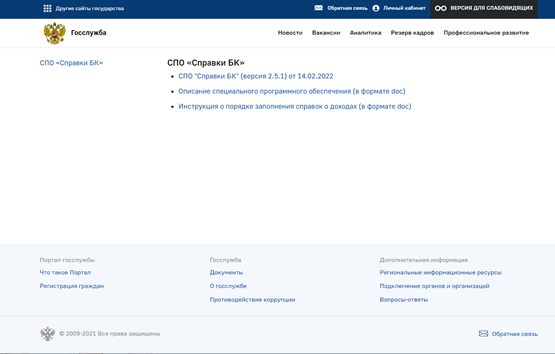 Другие сайты государства
Обратная связь
Личный кабинет
ВЕРСИЯ ДЛЯ СЛАБОВИДЯЩИХ
Госслужба
Новости
Вакансии
Аналитика
Резерв кадров
Профессиональное развитие
СПО «Справки БК»
СПО «Справки БК»
СПО "Справки БК" (версия 2.5.1) от 14.02.2022
Описание специального программного обеспечения (в формате doc)
Инструкция о порядке заполнения справок о доходах (в формате doc)
Портал госслужбы
Что такое Портал
Регистрация граждан
Госслужба
Документы
О госслужбе
Противодействие коррупции
Дополнительная информация
Региональные информационные ресурсы
Подключение органов и организаций
Вопросы-ответы
© 2009-2021 Все права защищены
Обратная связь